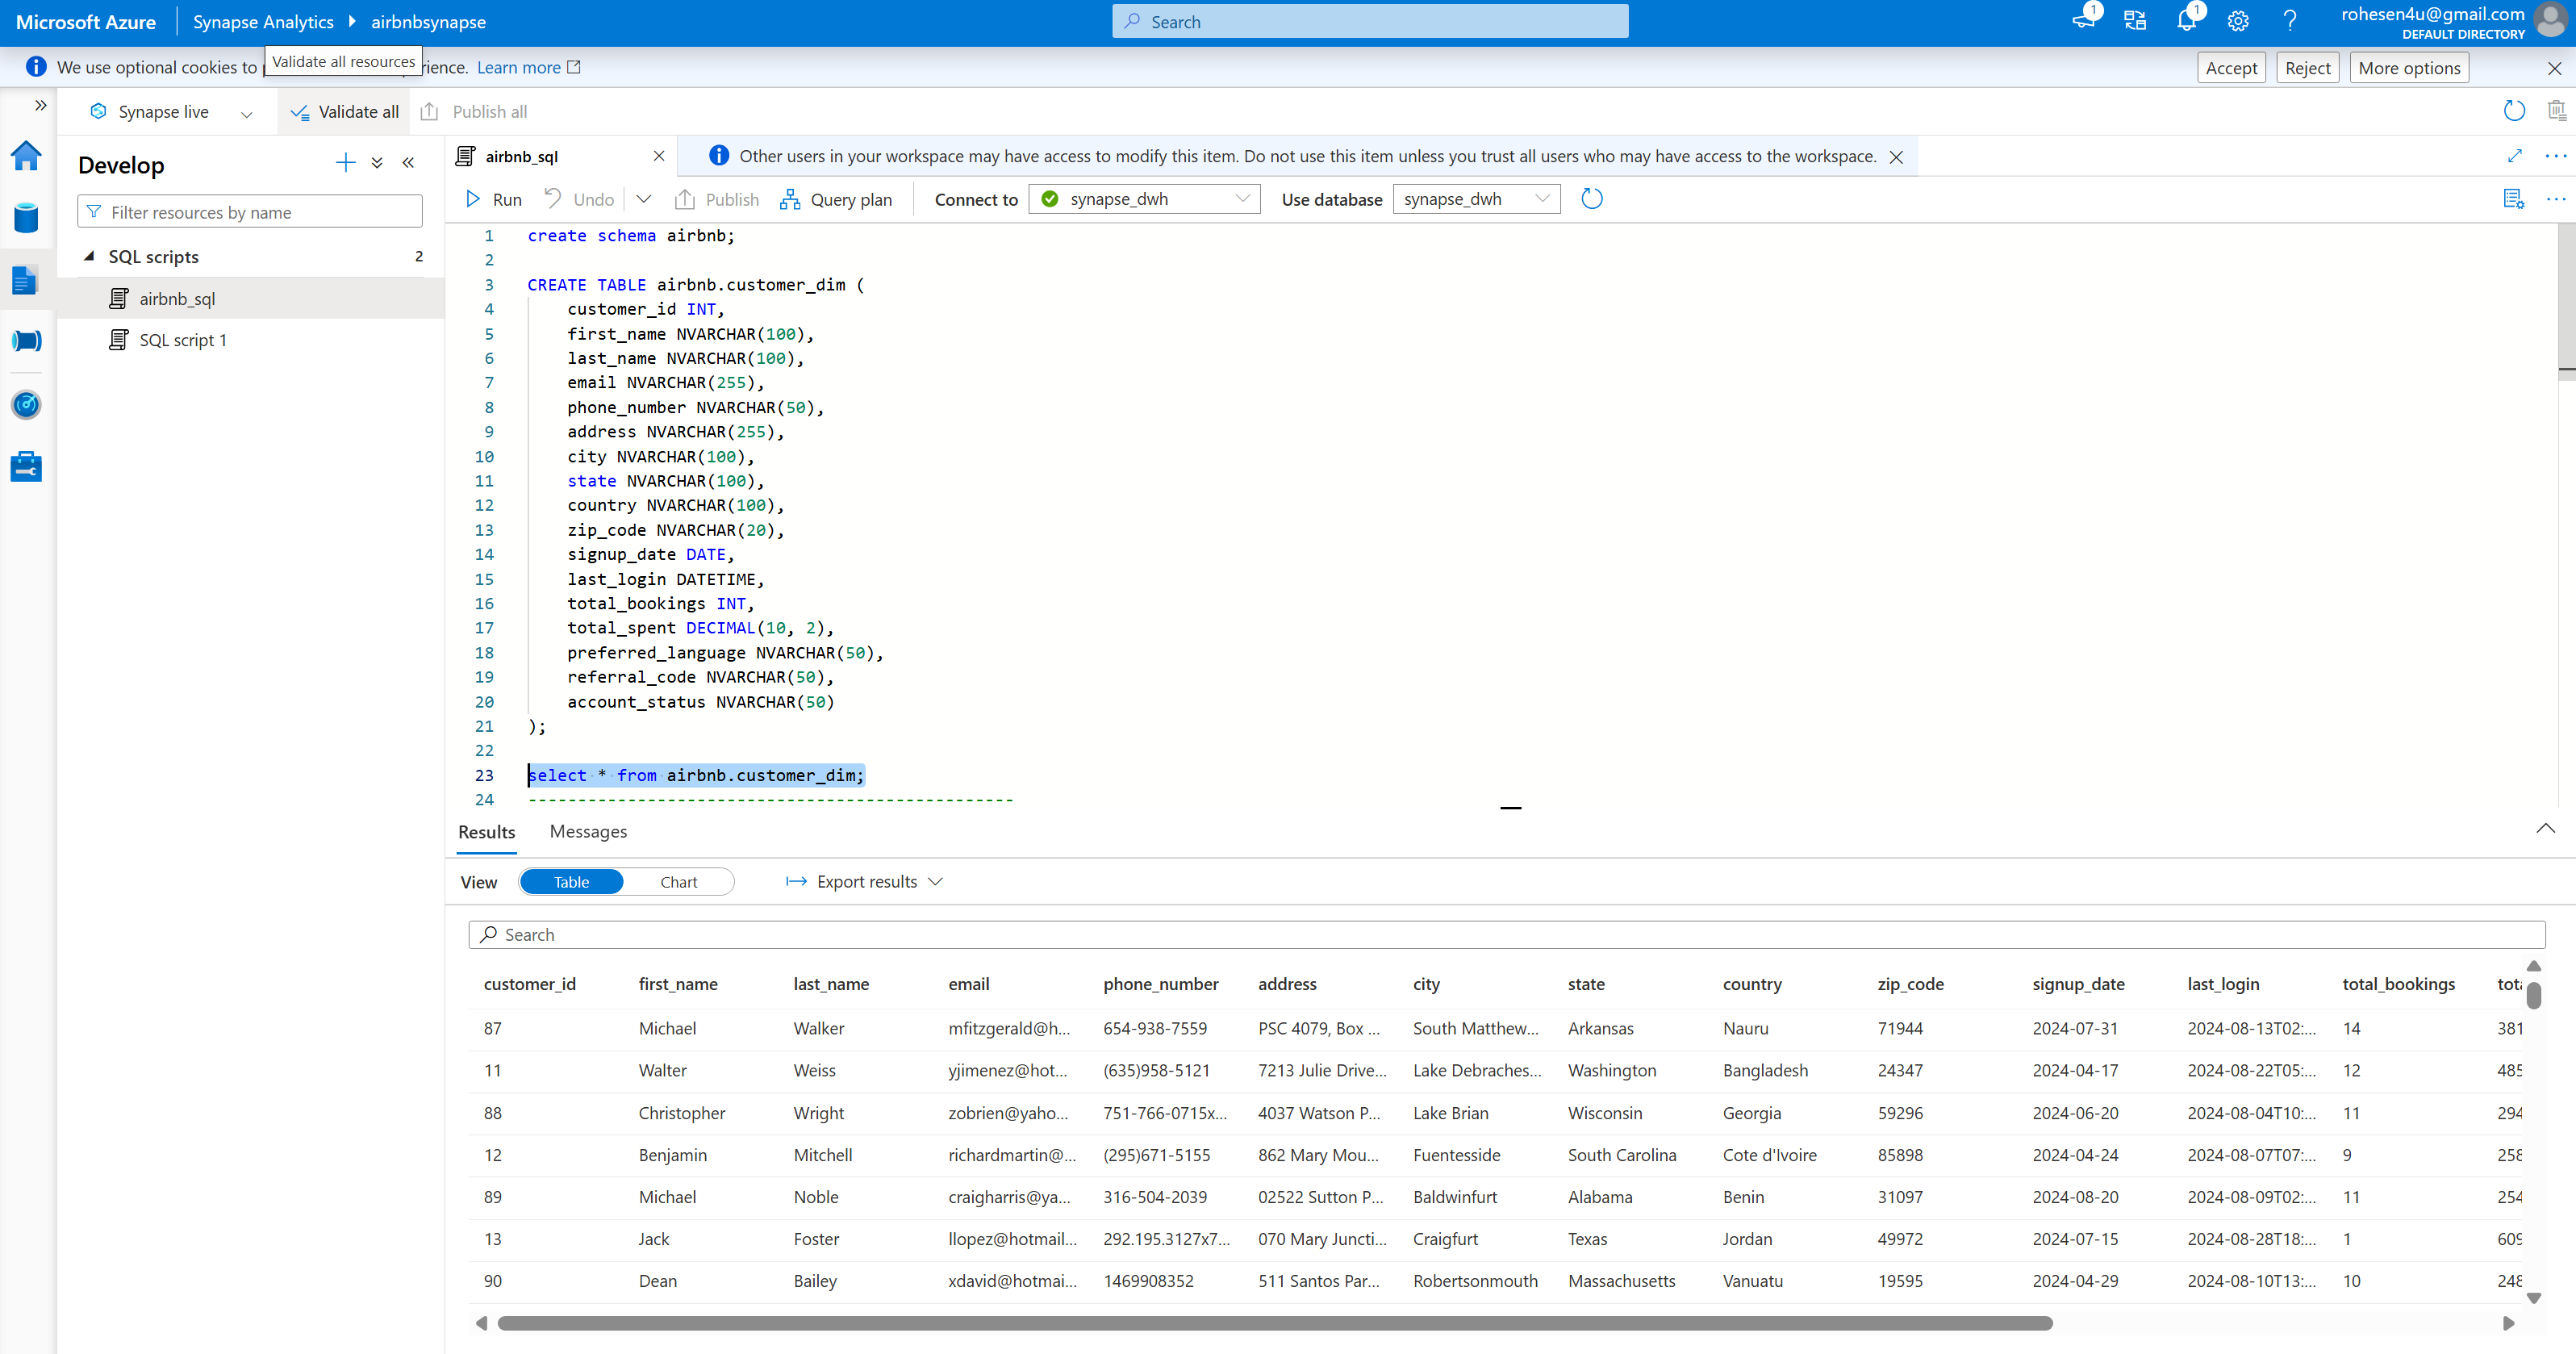 Microsoft Azure Synapse Analytics airbnbsynapse Search 1 1 rohesen4u@gmail.com
DEFAULT DIRECTORY
We use optional cookies to p rience. Learn more Accept Reject More options
Validate all resources
Synapse live Validate all Publish all
Develop
Filter resources by name
SQL scripts 2
airbnb_sql
SQL script 1
airbnb_sql Other users in your workspace may have access to modify this item. Do not use this item unless you trust all users who may have access to the workspace.
Run Undo Publish Query plan Connect to synapse_dwh Use database synapse_dwh
1 create schema airbnb;
2
3 CREATE TABLE airbnb.customer_dim (
4 customer_id INT,
5 first_name NVARCHAR(100),
6 last_name NVARCHAR(100),
7 email NVARCHAR(255),
8 phone_number NVARCHAR(50),
9 address NVARCHAR(255),
10 city NVARCHAR(100),
11 state NVARCHAR(100),
12 country NVARCHAR(100),
13 zip_code NVARCHAR(20),
14 signup_date DATE,
15 last_login DATETIME,
16 total_bookings INT,
17 total_spent DECIMAL(10, 2),
18 preferred_language NVARCHAR(50),
19 referral_code NVARCHAR(50),
20 account_status NVARCHAR(50)
21 );
22
23 select * from airbnb.customer_dim;
24 -------------------------------------------------
Results Messages
View Table Chart Export results
Search
customer_id first_name last_name email phone_number address city state country zip_code signup_date last_login total_bookings tota
87 Michael Walker mfitzgerald@h... 654-938-7559 PSC 4079, Box ... South Matthew... Arkansas Nauru 71944 2024-07-31 2024-08-13T02:... 14 381
11 Walter Weiss yjimenez@hot... (635)958-5121 7213 Julie Drive... Lake Debraches... Washington Bangladesh 24347 2024-04-17 2024-08-22T05:... 12 485
88 Christopher Wright zobrien@yaho... 751-766-0715x... 4037 Watson P... Lake Brian Wisconsin Georgia 59296 2024-06-20 2024-08-04T10:... 11 294
12 Benjamin Mitchell richardmartin@... (295)671-5155 862 Mary Mou... Fuentesside South Carolina Cote d'Ivoire 85898 2024-04-24 2024-08-07T07:... 9 258
89 Michael Noble craigharris@ya... 316-504-2039 02522 Sutton P... Baldwinfurt Alabama Benin 31097 2024-08-20 2024-08-09T02:... 11 254
13 Jack Foster llopez@hotmail... 292.195.3127x7... 070 Mary Juncti... Craigfurt Texas Jordan 49972 2024-07-15 2024-08-28T18:... 1 609
90 Dean Bailey xdavid@hotmai... 1469908352 511 Santos Par... Robertsonmouth Massachusetts Vanuatu 19595 2024-04-29 2024-08-10T13:... 10 248